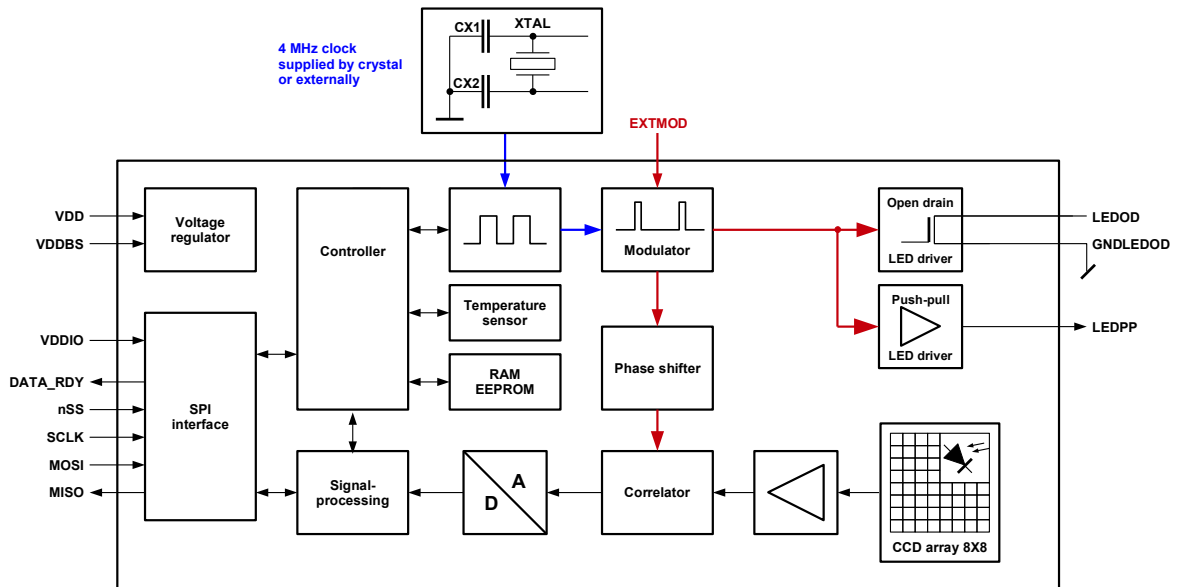 CX1
XTAL
4 MHz clock
supplied by crystal
or externally
CX2
EXTMOD
VDD
VDDBS
Voltage
regulator
Controller
Modulator
Open drain
LED driver
LEDOD
GNDLEDOD
Temperature
sensor
Push-pull
LED driver
LEDPP
VDDIO
DATA_RDY
nSS
SCLK
MOSI
MISO
SPI
interface
RAM
EEPROM
Phase shifter
Signal-
processing
A
D
Correlator
CCD array 8X8